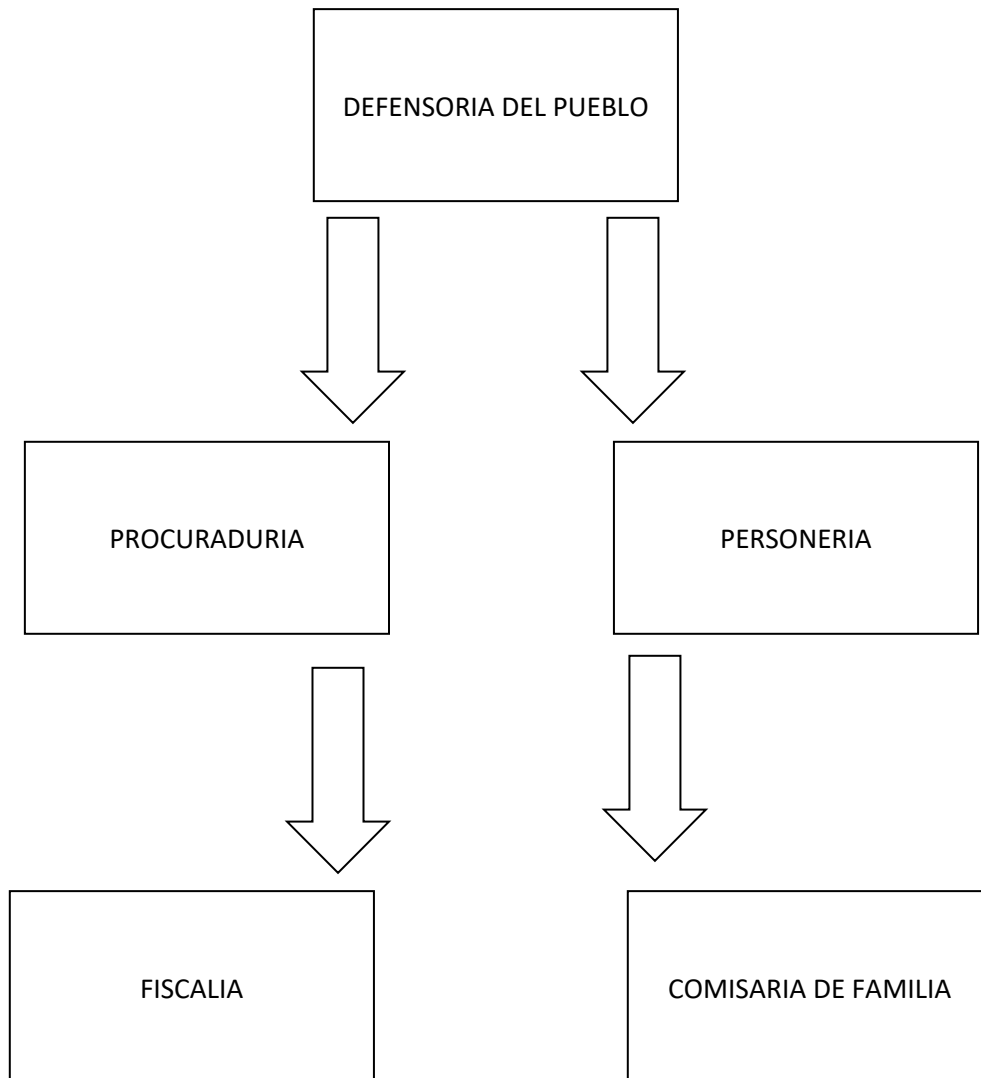 DEFENSORIA DEL PUEBLO
PROCURADURIA
PERSONERIA
FISCALIA
COMISARIA DE FAMILIA